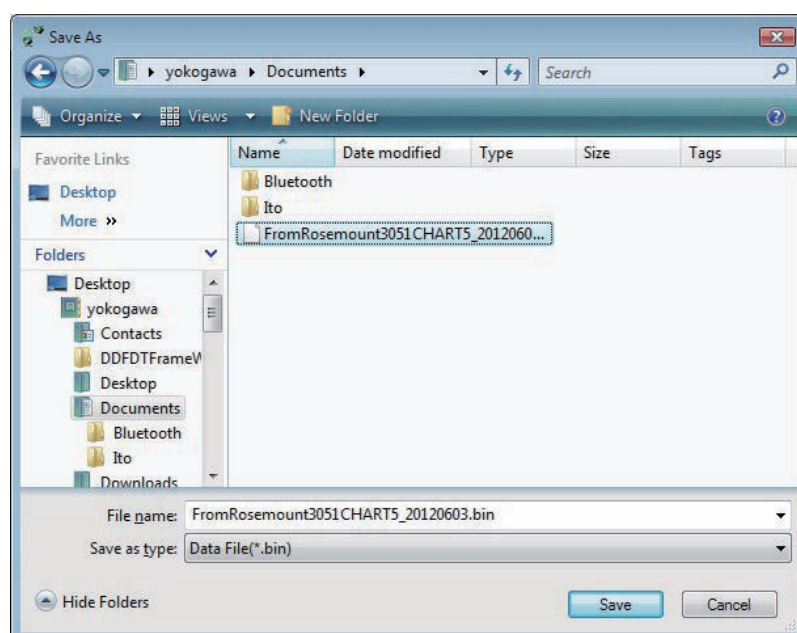 Save As
yokogawa Documents Search
Organize Views New Folder
Favorite Links
Desktop
More »
Folders
Desktop
yokogawa
Contacts
DDFDTFrameW
Desktop
Documents
Bluetooth
Ito
Downloads
Name Date modified Type Size Tags
Bluetooth
Ito
FromRosemount3051CHART5_2012060...
File name: FromRosemount3051CHART5_20120603.bin
Save as type: Data File(*.bin)
Hide Folders Save Cancel